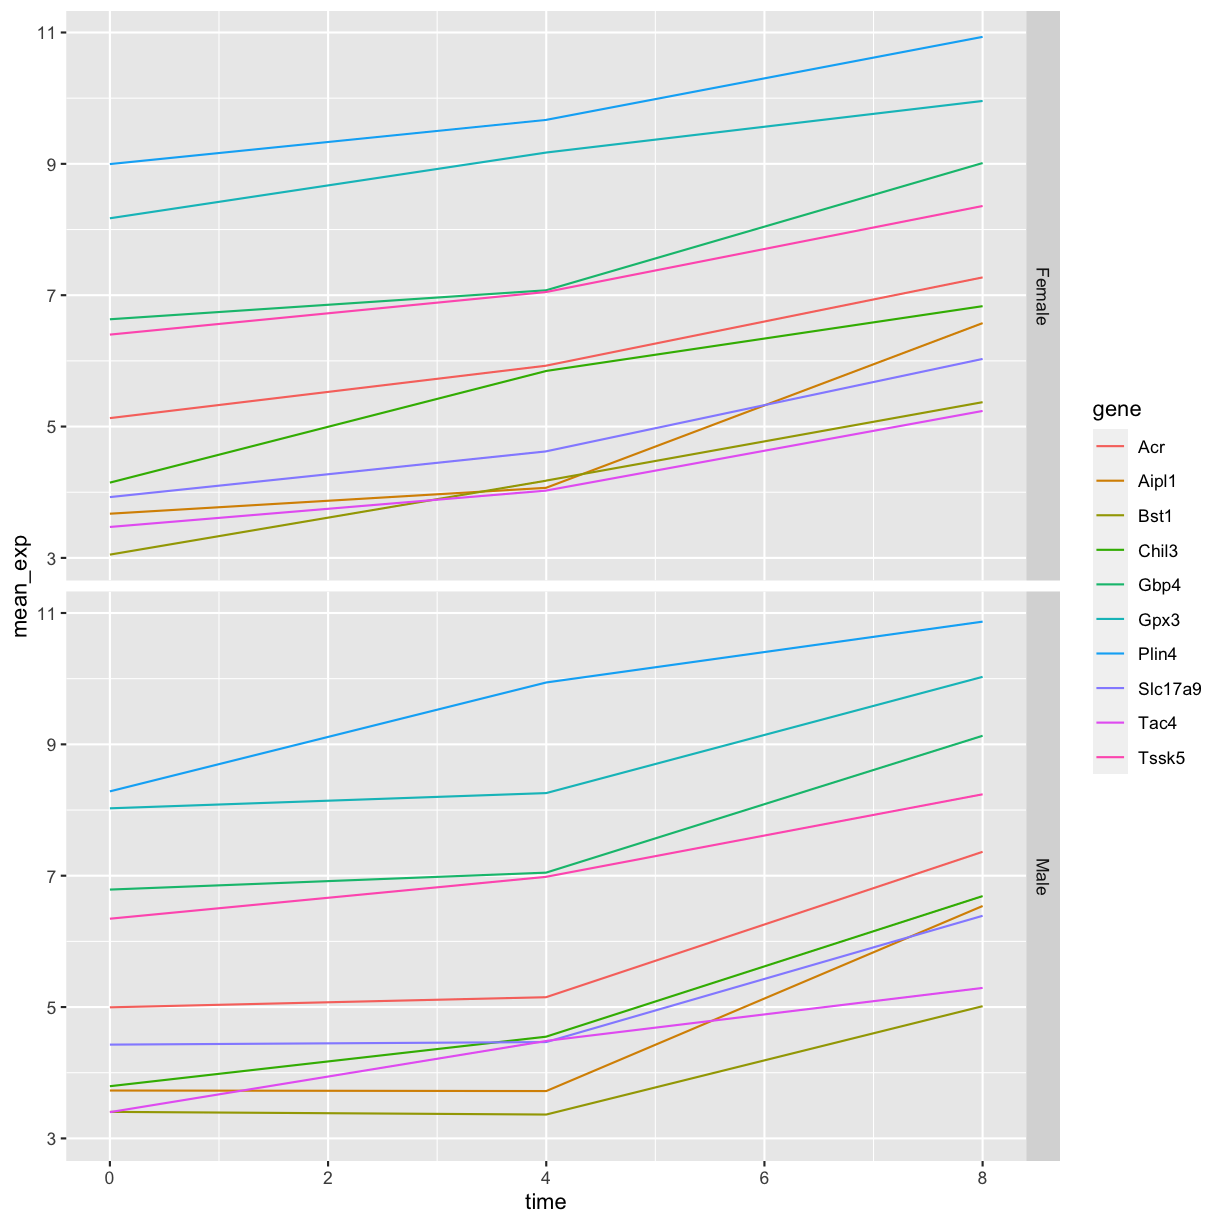 mean_exp
11
9
7
5
3
Female
11
9
7
5
3
Male
0 2 4 6 8
time
gene
Acr
Aipl1
Bst1
Chil3
Gbp4
Gpx3
Plin4
Slc17a9
Tac4
Tssk5